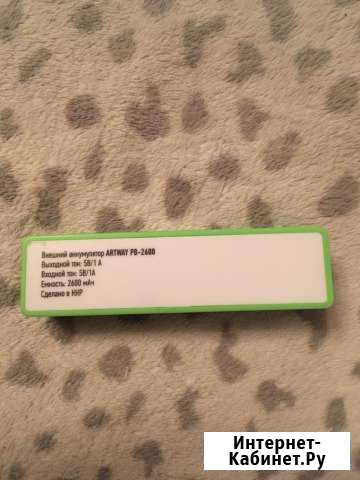 Внешний аккумулятор ARTWAY PB-2600
Выходной ток: 5В/1 А
Входной ток: 5В/1А
Емкость: 2600 мАч
Сделано в КНР
Интернет-
Кабинет.Ру